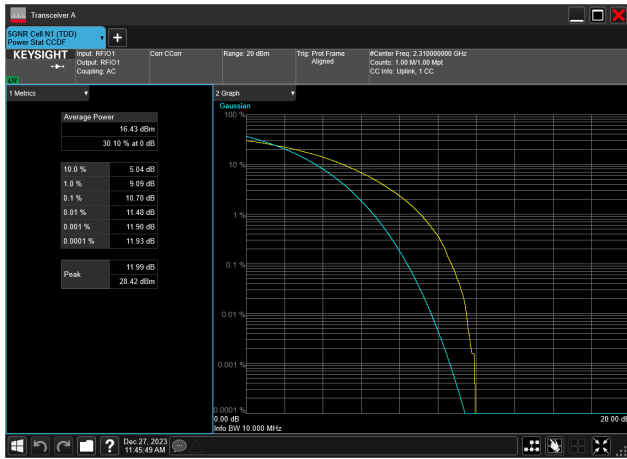 Transceiver A
5GNR Cell N1 (TDD)
Power Stat CCDF
KEYSIGHT
LXI
Input: RFIO1
Output: RFIO1
Coupling: AC
Corr CCorr
Range: 20 dBm
Trig: Prot Frame
Aligned
#Center Freq: 2.310000000 GHz
Counts: 1.00 M/1.00 Mpt
CC Info: Uplink, 1 CC
1 Metrics
Average Power
16.43 dBm
30.10 % at 0 dB
10.0 % 5.04 dB
1.0 % 9.09 dB
0.1 % 10.70 dB
0.01 % 11.48 dB
0.001 % 11.90 dB
0.0001 % 11.93 dB
Peak
11.99 dB
28.42 dBm
2 Graph
Gaussian
100 %
10 %
1 %
0.1 %
0.01 %
0.001 %
0.0001 %
0.00 dB
20.00 dB
Info BW 10.000 MHz
Dec 27, 2023
11:45:49 AM